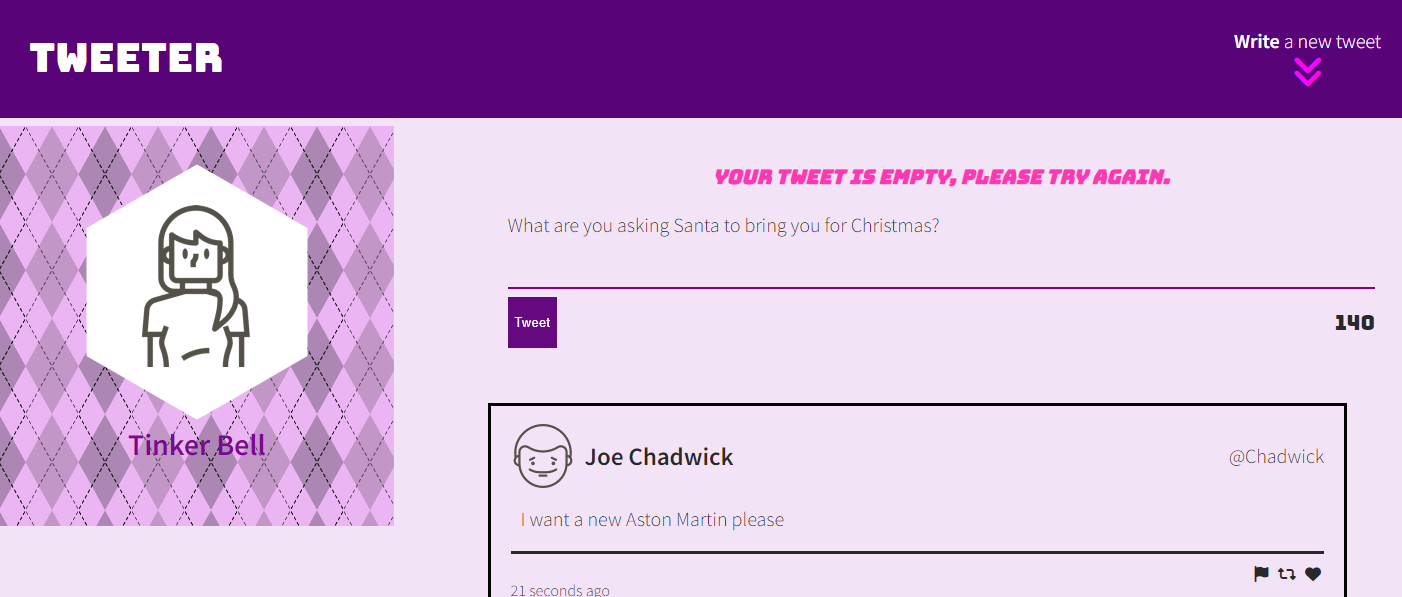 TWEETER
Write a new tweet
YOUR TWEET IS EMPTY, PLEASE TRY AGAIN.
What are you asking Santa to bring you for Christmas?
Tweet
140
Tinker Bell
Joe Chadwick
@Chadwick
I want a new Aston Martin please
21 seconds ago